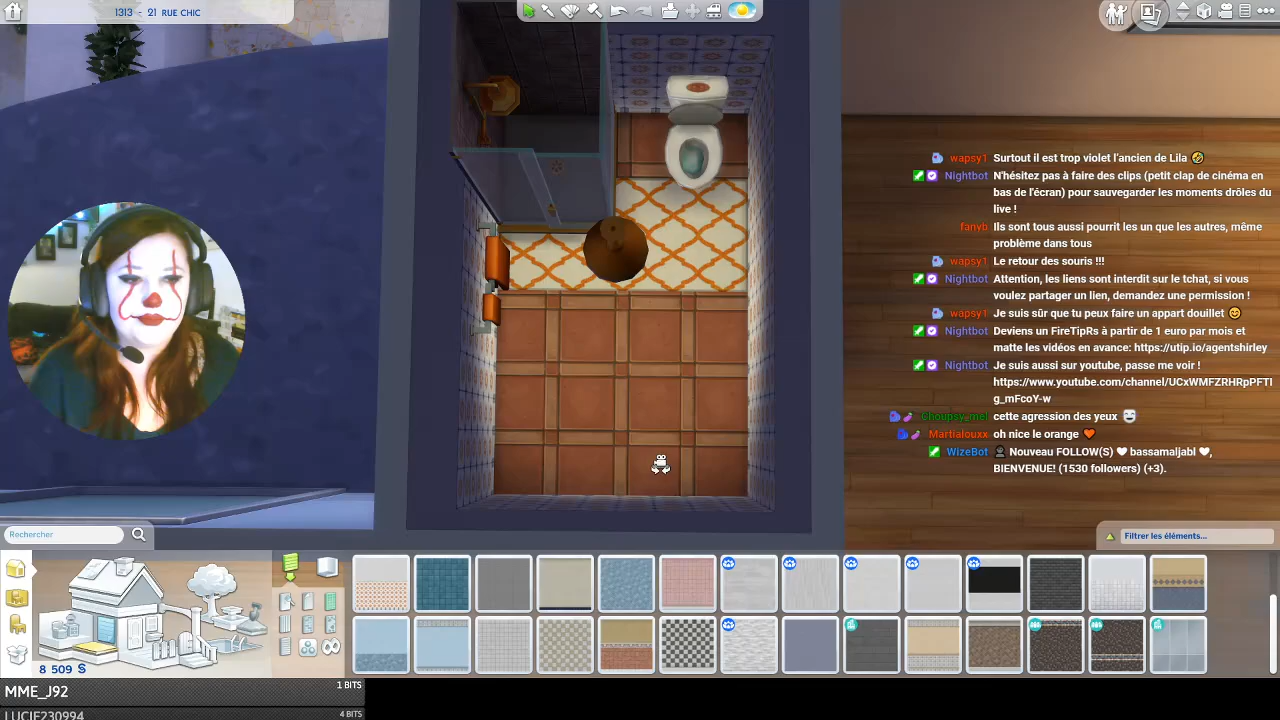 1313 - 21 RUE CHIC
wapsy1 Surtout il est trop violet l'ancien de Lila
Nightbot N'hésitez pas à faire des clips (petit clap de cinéma en
bas de l'écran) pour sauvegarder les moments drôles du
live !
fanyb Ils sont tous aussi pourrit les un que les autres, même
problème dans tous
wapsy1 Le retour des souris !!!
Nightbot Attention, les liens sont interdit sur le tchat, si vous
voulez partager un lien, demandez une permission !
wapsy1 Je suis sûr que tu peux faire un appart douillet
Nightbot Deviens un FireTipRs à partir de 1 euro par mois et
matte les vidéos en avance: https://utip.io/agentshirley
Nightbot Je suis aussi sur youtube, passe me voir !
https://www.youtube.com/channel/UCxWMFZRHRpPFTI
g_mFcoY-w
Choupsy_mel cette agression des yeux
Martialouxx oh nice le orange
WizeBot Nouveau FOLLOW(S) bassamaljabl ,
BIENVENUE! (1530 followers) (+3).
Rechercher
Filtrer les éléments...
8 509 §
MME_J92 1 BITS
LUCIF230994 4 BITS